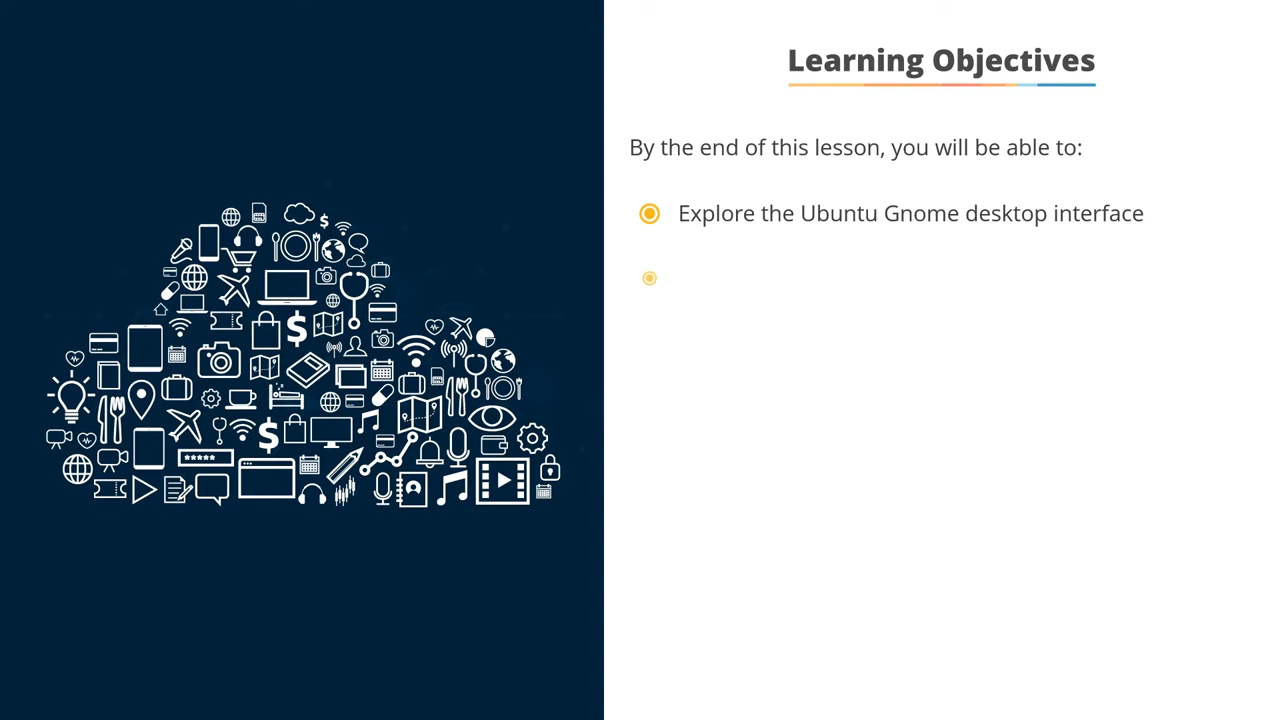 Learning Objectives
By the end of this lesson, you will be able to:
Explore the Ubuntu Gnome desktop interface